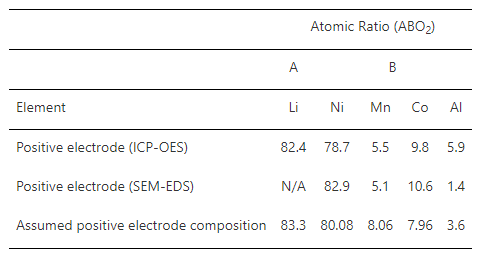 Atomic Ratio (ABO2)
A B
Element Li Ni Mn Co Al
Positive electrode (ICP-OES) 82.4 78.7 5.5 9.8 5.9
Positive electrode (SEM-EDS) N/A 82.9 5.1 10.6 1.4
Assumed positive electrode composition 83.3 80.08 8.06 7.96 3.6